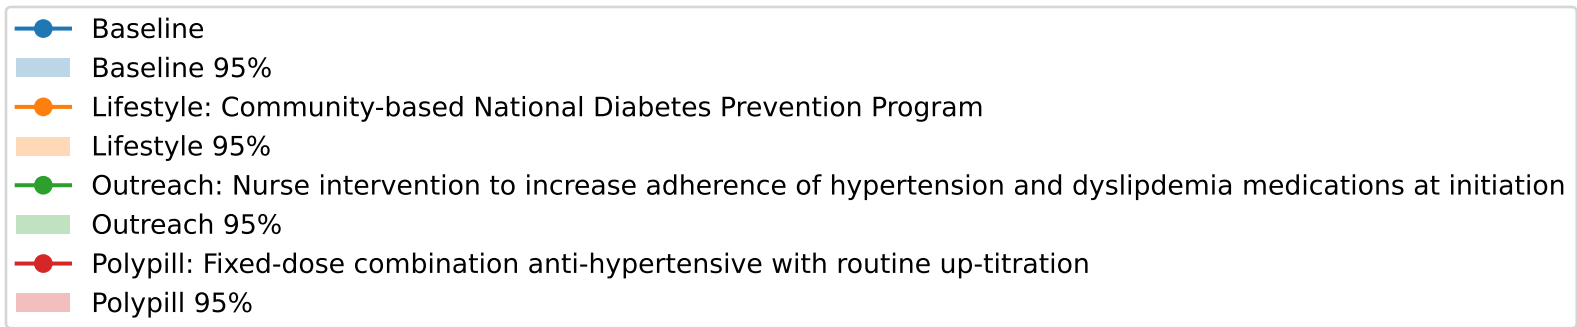 Baseline
Baseline 95%
Lifestyle: Community-based National Diabetes Prevention Program
Lifestyle 95%
Outreach: Nurse intervention to increase adherence of hypertension and dyslipdemia medications at initiation
Outreach 95%
Polypill: Fixed-dose combination anti-hypertensive with routine up-titration
Polypill 95%